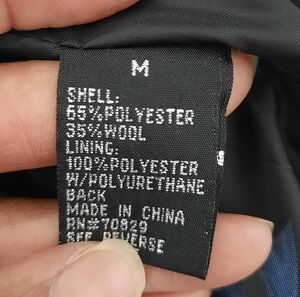 M
SHELL:
65%POLYESTER
35%WOOL
LINING:
100%POLYESTER
W/POLYURETHANE
BACK
MADE IN CHINA
RN#70829
SEE REVERSE